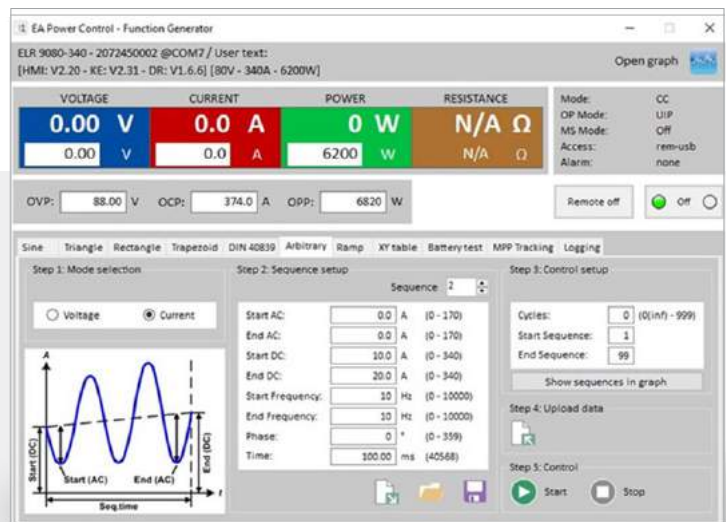 EA Power Control - Function Generator
ELR 9080-340 - 2072450002 @COM7 / User text:
[HMI: V2.20 - KE: V2.31 - DR: V1.6.6] [80V - 340A - 6200W]
Open graph
VOLTAGE CURRENT POWER RESISTANCE
0.00 V 0.0 A 0 W N/A Ω
0.00 V 0.0 A 6200 W N/A Ω
Mode: CC
OP Mode: UIP
MS Mode: Off
Access: rem-usb
Alarm: none
OVP: 88.00 V OCP: 374.0 A OPP: 6820 W
Remote off Off
Sine Triangle Rectangle Trapezoid DIN 40839 Arbitrary Ramp XY table Battery test MPP Tracking Logging
Step 1: Mode selection
Voltage Current
A
Start (DC)
Start (AC) End (AC)
End (DC)
Seq.time
t
Step 2: Sequence setup
Sequence 2
Start AC: 0.0 A (0 - 170)
End AC: 0.0 A (0 - 170)
Start DC: 10.0 A (0 - 340)
End DC: 20.0 A (0 - 340)
Start Frequency: 10 Hz (0 - 10000)
End Frequency: 10 Hz (0 - 10000)
Phase: 0 ° (0 - 359)
Time: 100.00 ms (40568)
Step 3: Control setup
Cycles: 0 (0(inf) - 999)
Start Sequence: 1
End Sequence: 99
Show sequences in graph
Step 4: Upload data
Step 5: Control
Start Stop